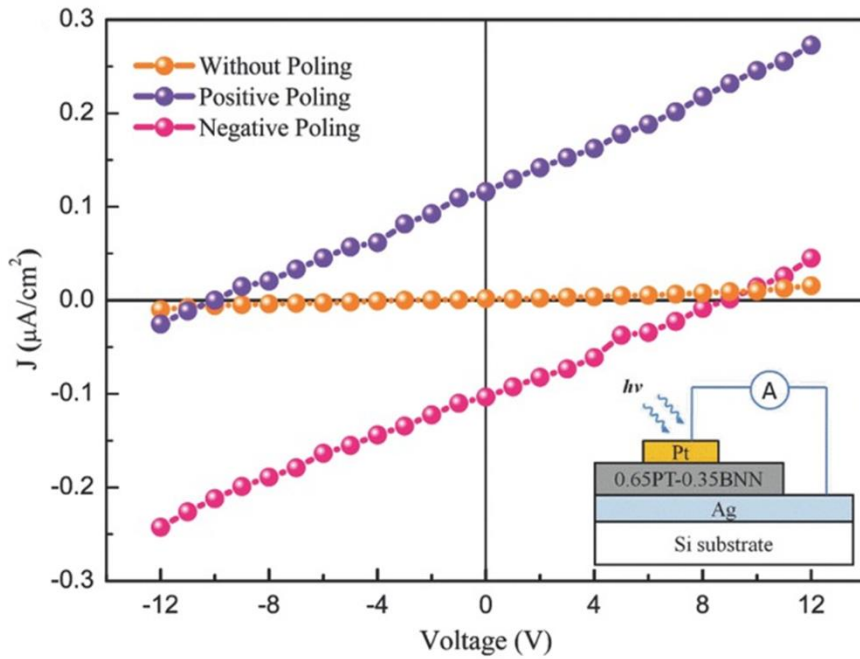 0.3
0.2
0.1
0.0
-0.1
-0.2
-0.3
J (μA/cm²)
Without Poling
Positive Poling
Negative Poling
hν
A
Pt
0.65PT-0.35BNN
Ag
Si substrate
-12 -8 -4 0 4 8 12
Voltage (V)